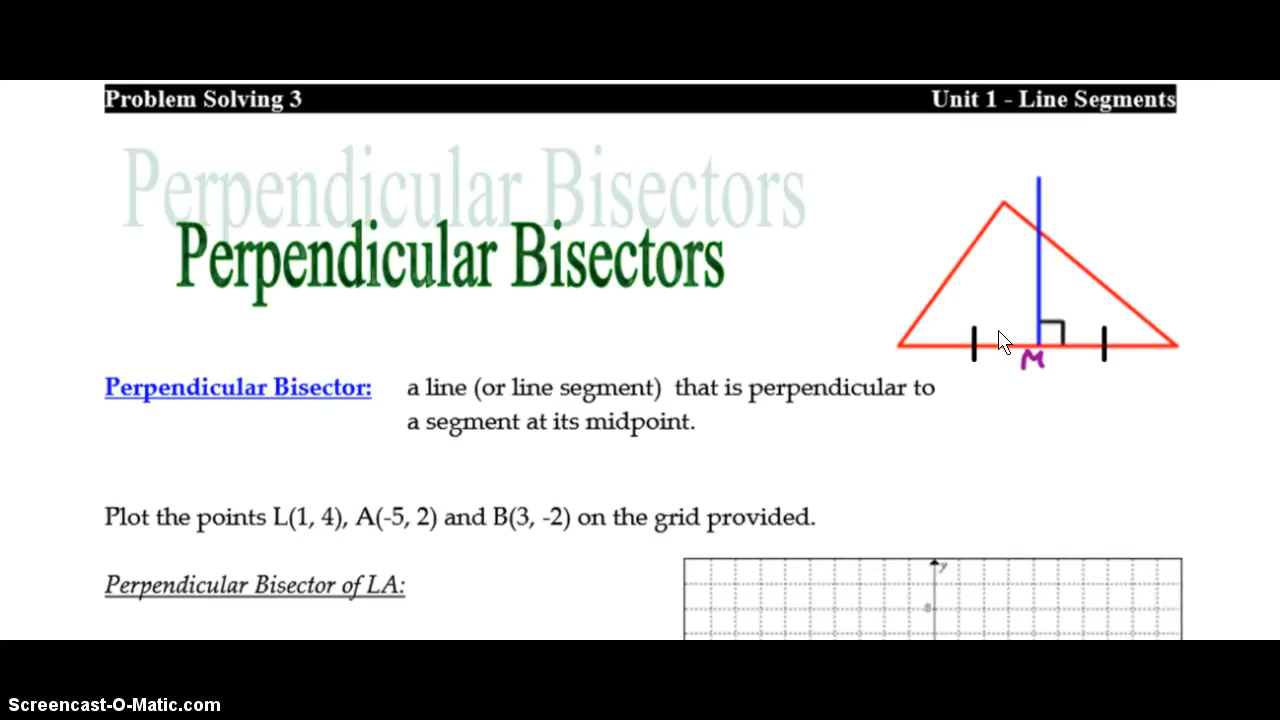 Problem Solving 3 Unit 1 - Line Segments
Perpendicular Bisectors
Perpendicular Bisectors
M
Perpendicular Bisector: a line (or line segment) that is perpendicular to
a segment at its midpoint.
Plot the points L(1, 4), A(-5, 2) and B(3, -2) on the grid provided.
Perpendicular Bisector of LA:
y
Screencast-O-Matic.com